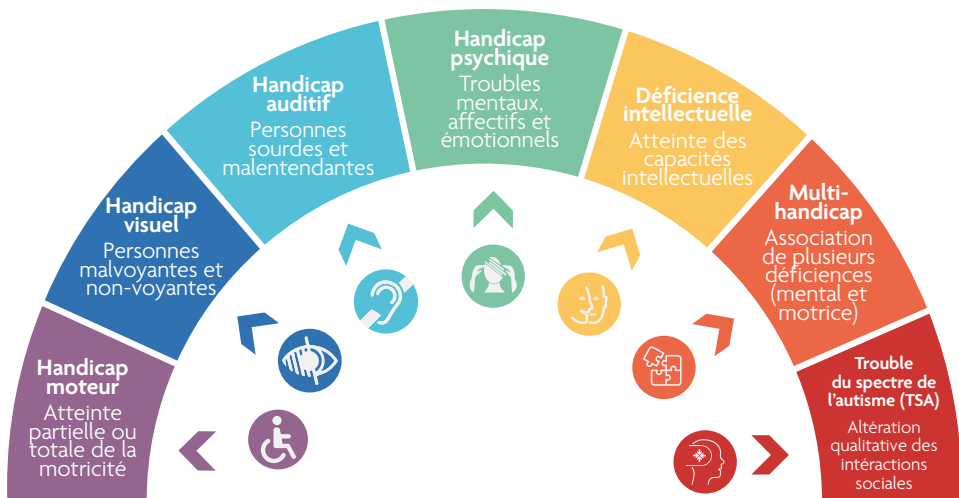 Handicap
moteur
Atteinte
partielle ou
totale de la
motricité
Handicap
visuel
Personnes
malvoyantes et
non-voyantes
Handicap
auditif
Personnes
sourdes et
malentendantes
Handicap
psychique
Troubles
mentaux,
affectifs et
émotionnels
Déficience
intellectuelle
Atteinte des
capacités
intellectuelles
Multi-
handicap
Association
de plusieurs
déficiences
(mental et
motrice)
Trouble
du spectre de
l'autisme (TSA)
Altération
qualitative des
intéractions
sociales